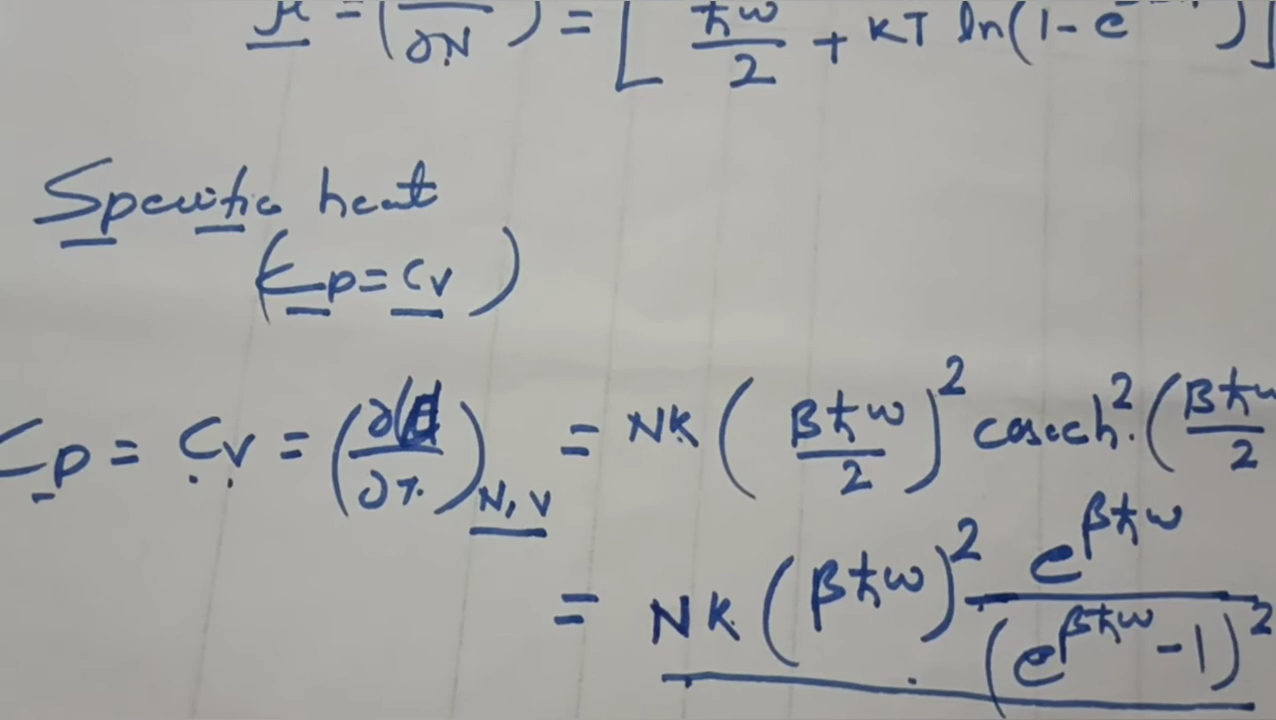 μ = (∂/∂N) = [ħω/2 + KT ln(1 - e
Specific heat
(Cp = Cv)
Cp = Cv = (∂/∂T)N,V = NK (βħω/2)² cosech² (βħω/2
= NK (βħω)² e^βħω/(e^βħω - 1)²